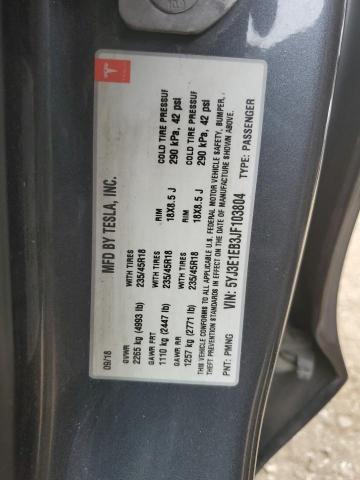 MFD BY TESLA, INC.
09/18
GVWR
2265 kg (4993 lb)
GAWR FRT
1110 kg (2447 lb)
WITH TIRES
235/45R18
RIM
18X8.5 J
COLD TIRE PRESSUR
290 kPa, 42 psi
GAWR RR
1257 kg (2771 lb)
WITH TIRES
235/45R18
RIM
18X8.5 J
COLD TIRE PRESSUR
290 kPa, 42 psi
THIS VEHICLE CONFORMS TO ALL APPLICABLE U.S. FEDERAL MOTOR VEHICLE SAFETY, BUMPER,
THEFT PREVENTION STANDARDS IN EFFECT ON THE DATE OF MANUFACTURE SHOWN ABOVE.
VIN: 5YJ3E1EB3JF103804
PNT: PMNG
TYPE: PASSENGER